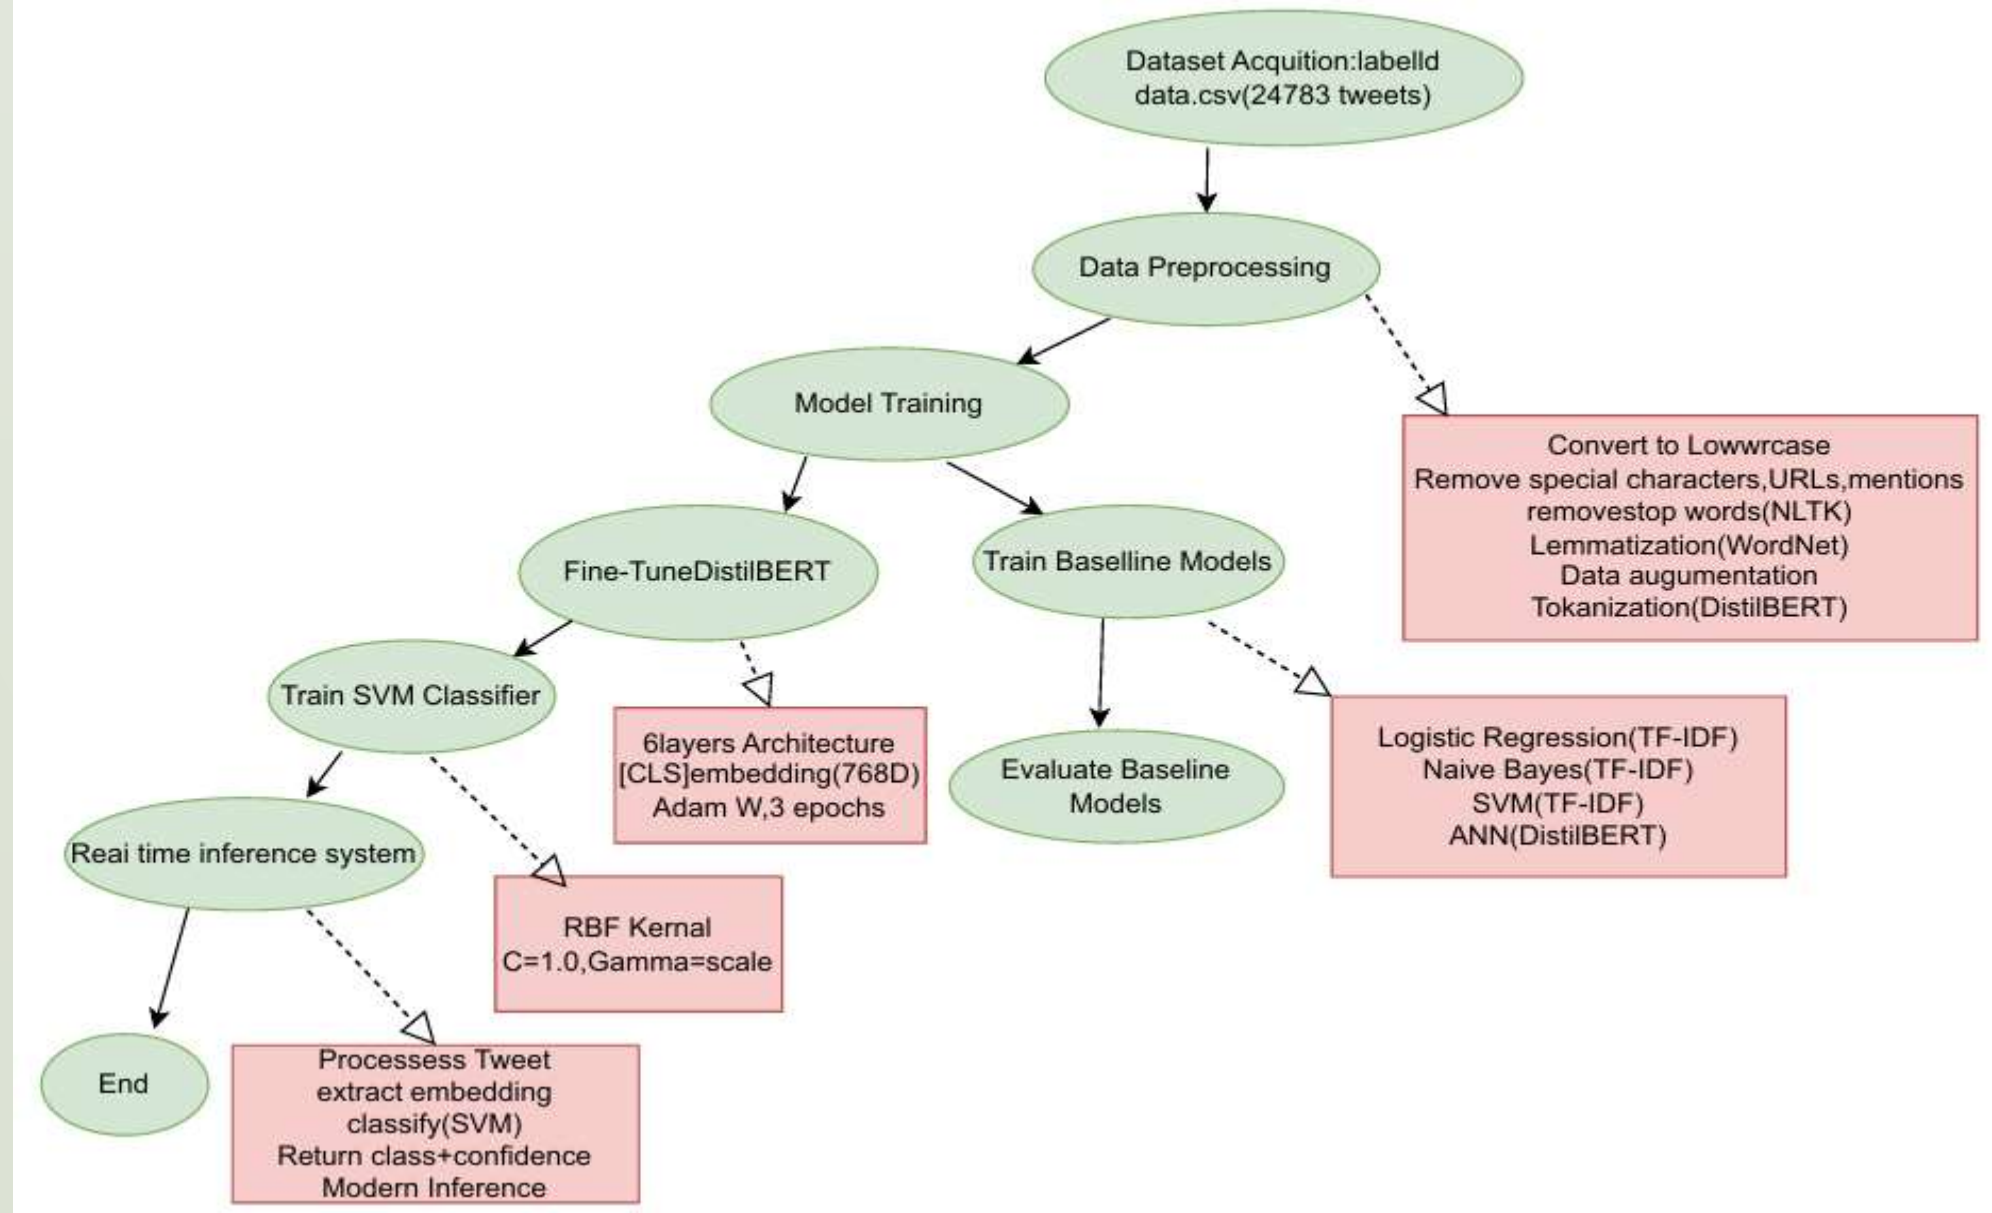 Dataset Acquition:labelld
data.csv(24783 tweets)
Data Preprocessing
Model Training
Convert to Lowwrcase
Remove special characters,URLs,mentions
removestop words(NLTK)
Lemmatization(WordNet)
Data augumentation
Tokanization(DistilBERT)
Fine-TuneDistilBERT
Train Baselline Models
Train SVM Classifier
6layers Architecture
[CLS]embedding(768D)
Adam W,3 epochs
Evaluate Baseline
Models
Logistic Regression(TF-IDF)
Naive Bayes(TF-IDF)
SVM(TF-IDF)
ANN(DistilBERT)
Reai time inference system
RBF Kernal
C=1.0,Gamma=scale
End
Processess Tweet
extract embedding
classify(SVM)
Return class+confidence
Modern Inference